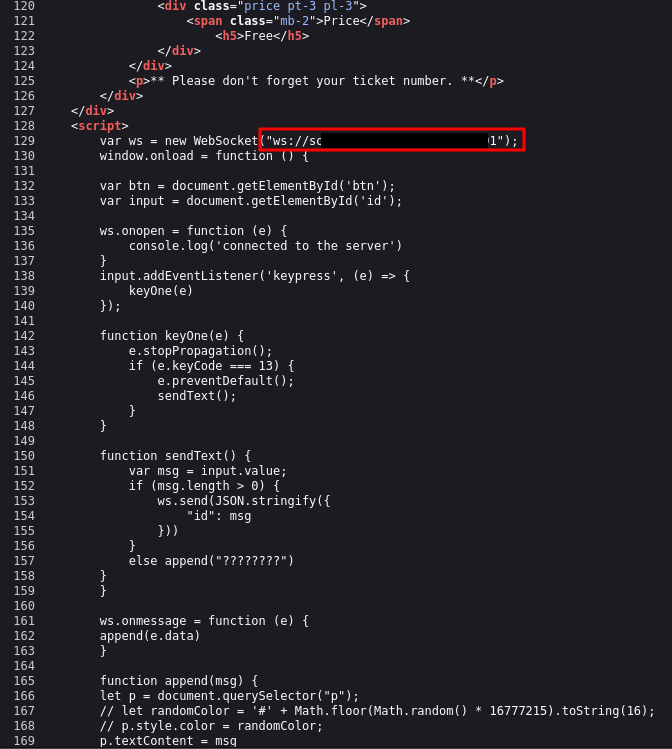 120 <div class="price pt-3 pl-3">
121 <span class="mb-2">Price</span>
122 <h5>Free</h5>
123 </div>
124 </div>
125 <p>** Please don't forget your ticket number. **</p>
126 </div>
127 </div>
128 <script>
129 var ws = new WebSocket("ws://so 1");
130 window.onload = function () {
131
132 var btn = document.getElementById('btn');
133 var input = document.getElementById('id');
134
135 ws.onopen = function (e) {
136 console.log('connected to the server')
137 }
138 input.addEventListener('keypress', (e) => {
139 keyOne(e)
140 });
141
142 function keyOne(e) {
143 e.stopPropagation();
144 if (e.keyCode === 13) {
145 e.preventDefault();
146 sendText();
147 }
148 }
149
150 function sendText() {
151 var msg = input.value;
152 if (msg.length > 0) {
153 ws.send(JSON.stringify({
154 "id": msg
155 }))
156 }
157 else append("????????")
158 }
159 }
160
161 ws.onmessage = function (e) {
162 append(e.data)
163 }
164
165 function append(msg) {
166 let p = document.querySelector("p");
167 // let randomColor = '#' + Math.floor(Math.random() * 16777215).toString(16);
168 // p.style.color = randomColor;
169 p.textContent = msg